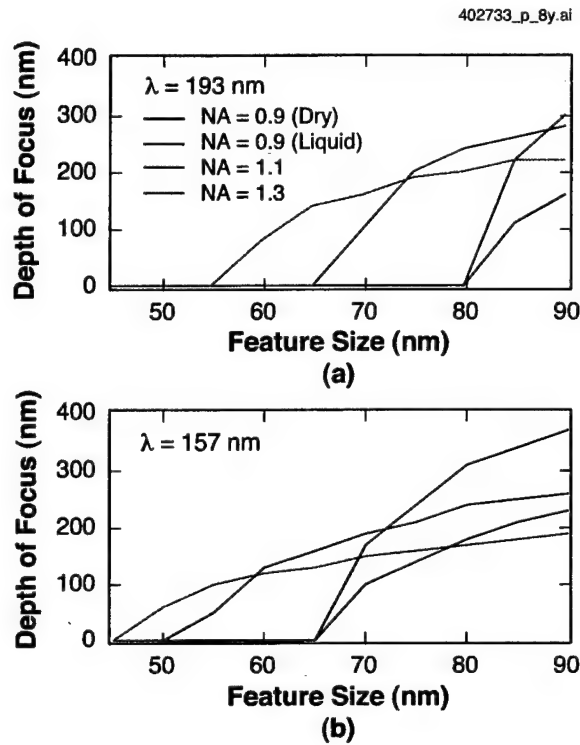 402733_p_8y.ai
400
300
200
100
0
Depth of Focus (nm)
λ = 193 nm
NA = 0.9 (Dry)
NA = 0.9 (Liquid)
NA = 1.1
NA = 1.3
50 60 70 80 90
Feature Size (nm)
(a)
400
300
200
100
0
Depth of Focus (nm)
λ = 157 nm
50 60 70 80 90
Feature Size (nm)
(b)